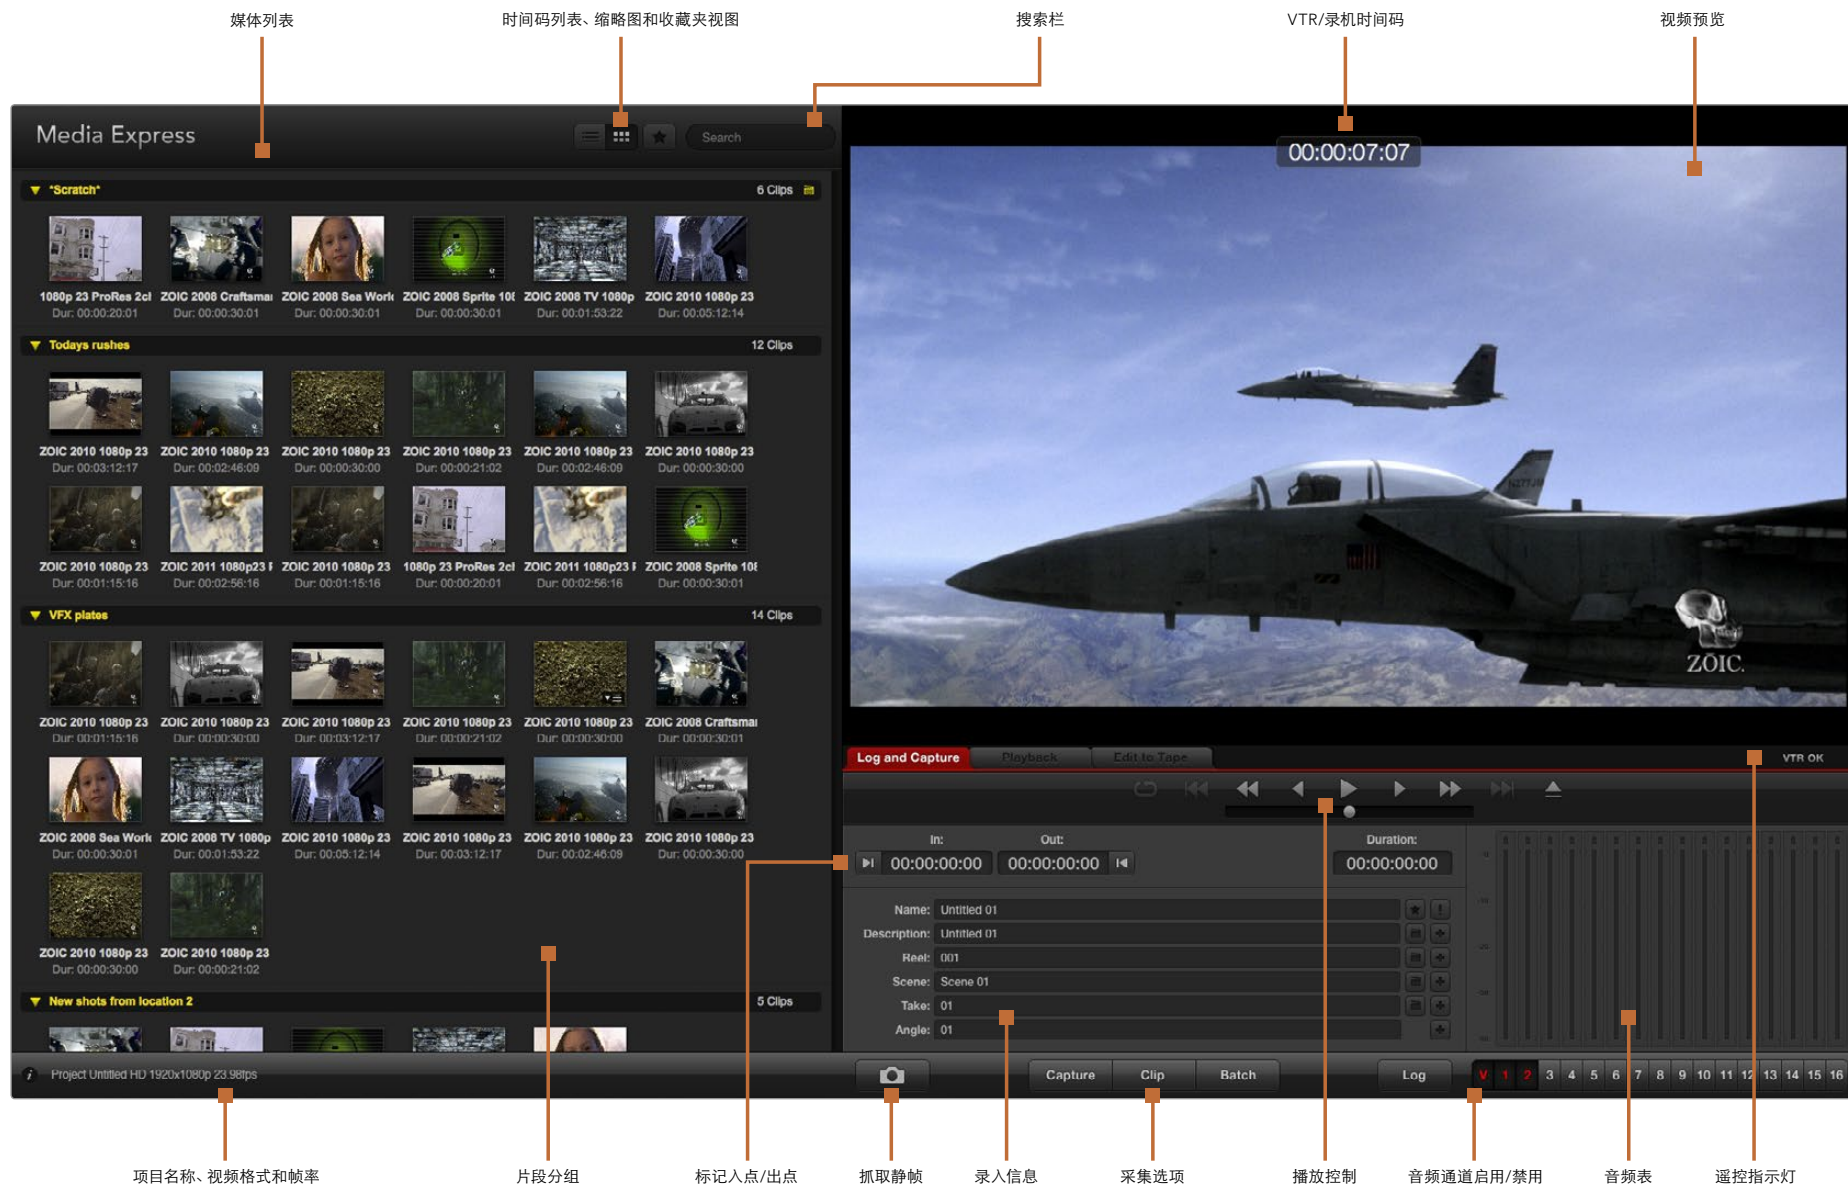 媒体列表
时间码列表、缩略图和收藏夹视图
搜索栏
VTR/录机时间码
视频预览
Media Express
Search
00:00:07:07
*Scratch*
6 Clips
1080p 23 ProRes 2cl
ZOIC 2008 Craftsmai
ZOIC 2008 Sea Worl
ZOIC 2008 Sprite 108
ZOIC 2008 TV 1080p
ZOIC 2010 1080p 23
Dur: 00:00:20:01
Dur: 00:00:30:01
Dur: 00:00:30:01
Dur: 00:00:30:01
Dur: 00:01:53:22
Dur: 00:05:12:14
Todays rushes
12 Clips
ZOIC 2010 1080p 23
ZOIC 2010 1080p 23
ZOIC 2010 1080p 23
ZOIC 2010 1080p 23
ZOIC 2010 1080p 23
ZOIC 2010 1080p 23
Dur: 00:03:12:17
Dur: 00:02:46:09
Dur: 00:00:30:00
Dur: 00:00:21:02
Dur: 00:02:46:09
Dur: 00:00:30:00
ZOIC 2010 1080p 23
ZOIC 2011 1080p23 F
ZOIC 2010 1080p 23
1080p 23 ProRes 2cl
ZOIC 2011 1080p23 F
ZOIC 2008 Sprite 108
Dur: 00:01:15:16
Dur: 00:02:56:16
Dur: 00:01:15:16
Dur: 00:00:20:01
Dur: 00:02:56:16
Dur: 00:00:30:01
VFX plates
14 Clips
ZOIC 2010 1080p 23
ZOIC 2010 1080p 23
ZOIC 2010 1080p 23
ZOIC 2010 1080p 23
ZOIC 2010 1080p 23
ZOIC 2008 Craftsmai
Dur: 00:01:15:16
Dur: 00:00:30:00
Dur: 00:03:12:17
Dur: 00:00:21:02
Dur: 00:00:30:00
Dur: 00:00:30:01
ZOIC 2008 Sea Worl
ZOIC 2008 TV 1080p
ZOIC 2010 1080p 23
ZOIC 2010 1080p 23
ZOIC 2010 1080p 23
ZOIC 2010 1080p 23
Dur: 00:00:30:01
Dur: 00:01:53:22
Dur: 00:05:12:14
Dur: 00:03:12:17
Dur: 00:02:46:09
Dur: 00:00:30:00
ZOIC 2010 1080p 23
ZOIC 2010 1080p 23
Dur: 00:00:30:00
Dur: 00:00:21:02
New shots from location 2
5 Clips
Project Untitled HD 1920x1080p 23.98fps
ZŌIC.
Log and Capture
Playback
Edit to Tape
VTR OK
In:
Out:
Duration:
00:00:00:00
00:00:00:00
00:00:00:00
Name: Untitled 01
Description: Untitled 01
Reel: 001
Scene: Scene 01
Take: 01
Angle: 01
Capture
Clip
Batch
Log
V 1 2 3 4 5 6 7 8 9 10 11 12 13 14 15 16
项目名称、视频格式和帧率
片段分组
标记入点/出点
抓取静帧
录入信息
采集选项
播放控制
音频通道启用/禁用
音频表
遥控指示灯